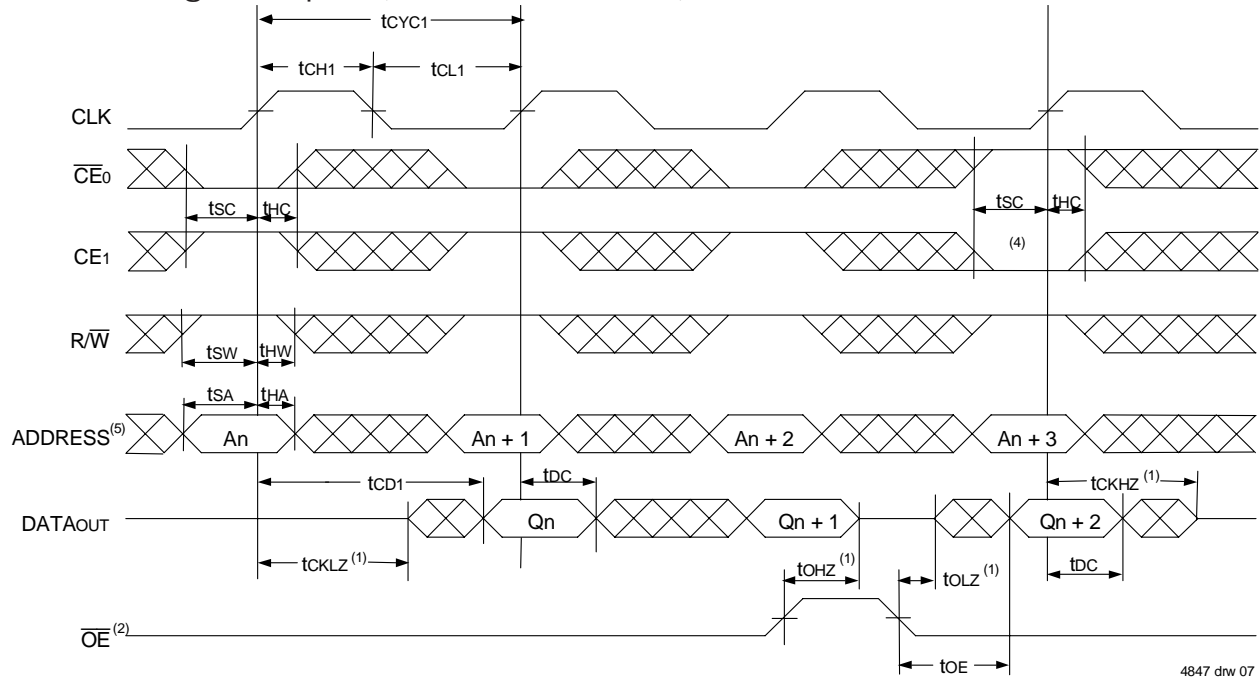 tCYC1
tCH1
tCL1
CLK
CE0
tSC
tHC
tSC
tHC
CE1
(4)
R/W
tSW
tHW
tSA
tHA
ADDRESS(5)
An
An + 1
An + 2
An + 3
tCD1
tDC
tCKHZ (1)
DATAOUT
Qn
Qn + 1
Qn + 2
tCKLZ (1)
tOHZ (1)
tOLZ (1)
tDC
OE (2)
tOE
4847 drw 07